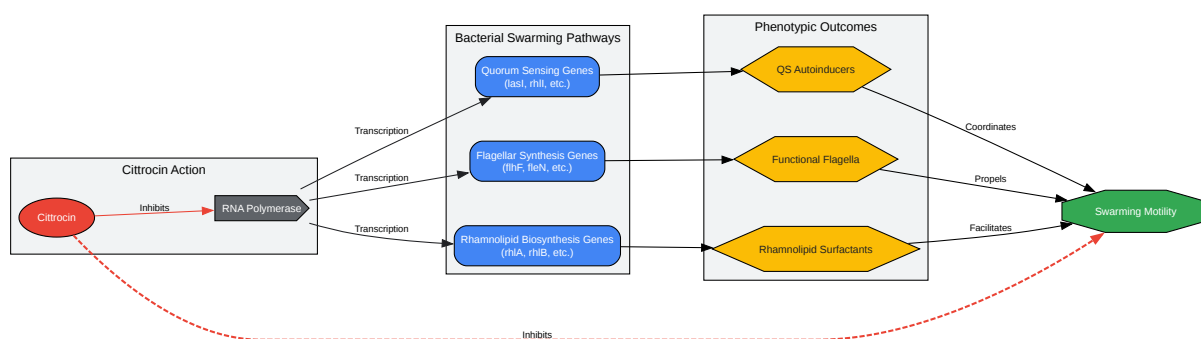 Cittrocin Action
Cittrocin
Inhibits
RNA Polymerase
Transcription
Transcription
Transcription
Bacterial Swarming Pathways
Quorum Sensing Genes
(lasI, rhlI, etc.)
Flagellar Synthesis Genes
(flhF, fleN, etc.)
Rhamnolipid Biosynthesis Genes
(rhlA, rhlB, etc.)
Phenotypic Outcomes
QS Autoinducers
Functional Flagella
Rhamnolipid Surfactants
Coordinates
Propels
Facilitates
Swarming Motility
Inhibits